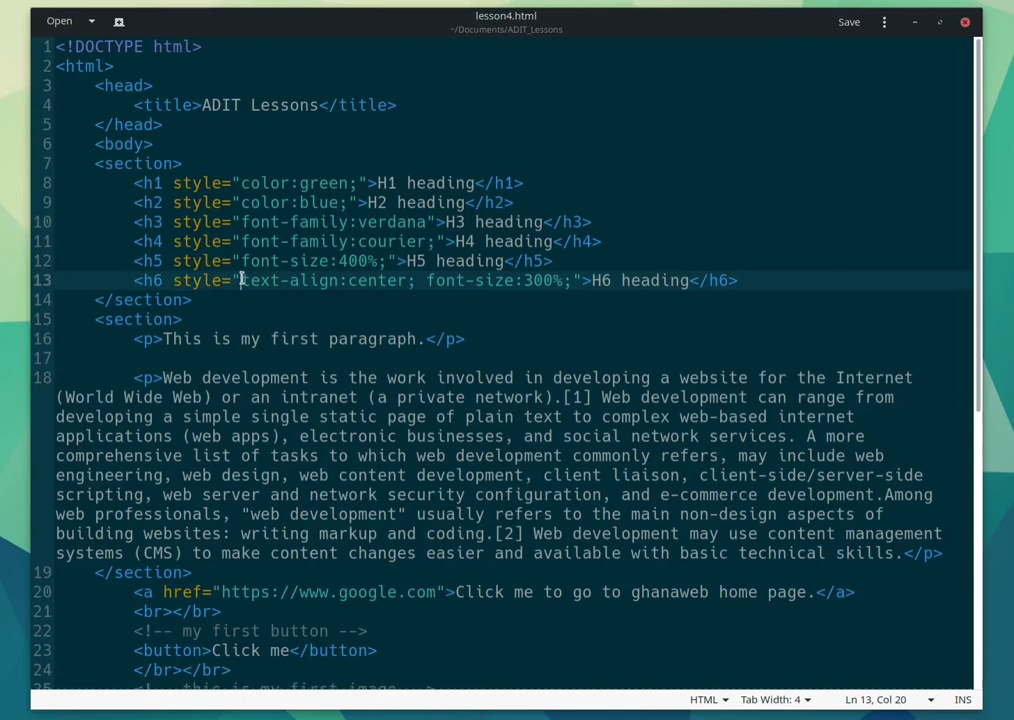 Open
lesson4.html
~/Documents/ADIT_Lessons
Save
1 <!DOCTYPE html>
2 <html>
3 <head>
4 <title>ADIT Lessons</title>
5 </head>
6 <body>
7 <section>
8 <h1 style="color:green;">H1 heading</h1>
9 <h2 style="color:blue;">H2 heading</h2>
10 <h3 style="font-family:verdana">H3 heading</h3>
11 <h4 style="font-family:courier;">H4 heading</h4>
12 <h5 style="font-size:400%;">H5 heading</h5>
13 <h6 style="text-align:center; font-size:300%;">H6 heading</h6>
14 </section>
15 <section>
16 <p>This is my first paragraph.</p>
17
18 <p>Web development is the work involved in developing a website for the Internet
(World Wide Web) or an intranet (a private network).[1] Web development can range from
developing a simple single static page of plain text to complex web-based internet
applications (web apps), electronic businesses, and social network services. A more
comprehensive list of tasks to which web development commonly refers, may include web
engineering, web design, web content development, client liaison, client-side/server-side
scripting, web server and network security configuration, and e-commerce development.Among
web professionals, "web development" usually refers to the main non-design aspects of
building websites: writing markup and coding.[2] Web development may use content management
systems (CMS) to make content changes easier and available with basic technical skills.</p>
19 </section>
20 <a href="https://www.google.com">Click me to go to ghanaweb home page.</a>
21 <br></br>
22 <!-- my first button -->
23 <button>Click me</button>
24 </br></br>
25 <!-- this is my first image -->
HTML
Tab Width: 4
Ln 13, Col 20
INS